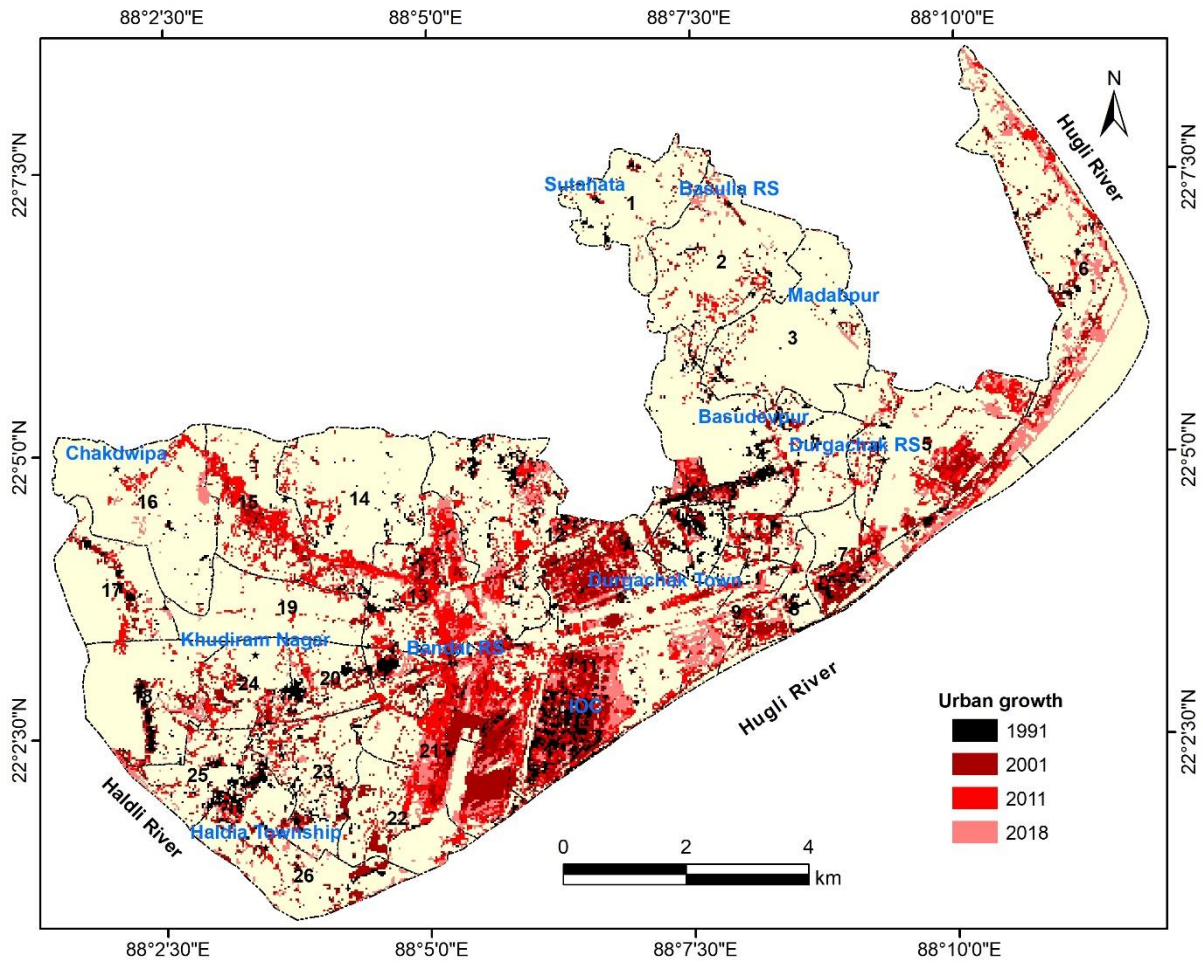 88°2'30"E 88°5'0"E 88°7'30"E 88°10'0"E
N
Hugli River
22°7'30"N
22°7'30"N
Sutahata
Basulia RS
1
2
6
Madabpur
3
Basudevpur
4
Durgachak RS
5
22°5'0"N
22°5'0"N
Chakdwipa
16
15
14
12
7
17
13
Durgachak Town
19
9
8
Khudiram Nagar
Bandar RS
11
24
20
18
IOC
Hugli River
Urban growth
1991
2001
2011
2018
22°2'30"N
22°2'30"N
21
25
23
22
Haldia Township
Haldi River
26
0 2 4
km
88°2'30"E 88°5'0"E 88°7'30"E 88°10'0"E